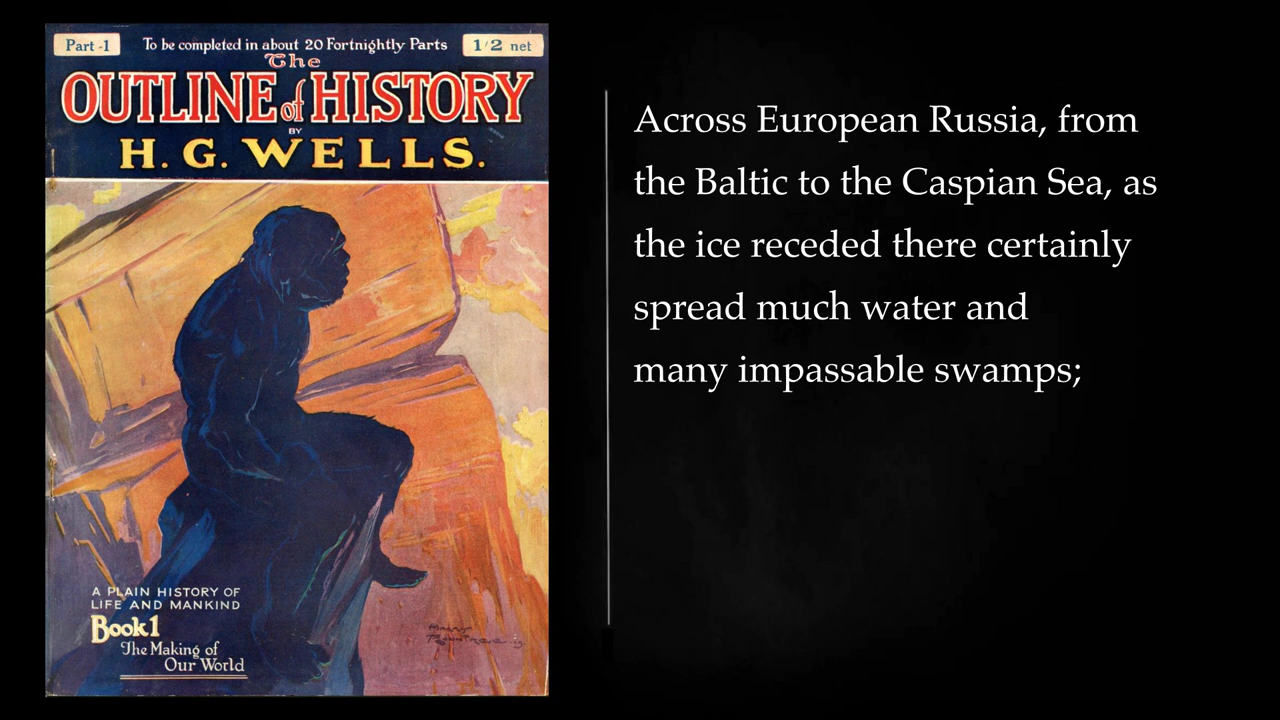 Part -1
To be completed in about 20 Fortnightly Parts
1/2 net
The
OUTLINE of HISTORY
BY
H. G. WELLS.
A PLAIN HISTORY OF
LIFE AND MANKIND
Book 1
The Making of
Our World
Across European Russia, from
the Baltic to the Caspian Sea, as
the ice receded there certainly
spread much water and
many impassable swamps;